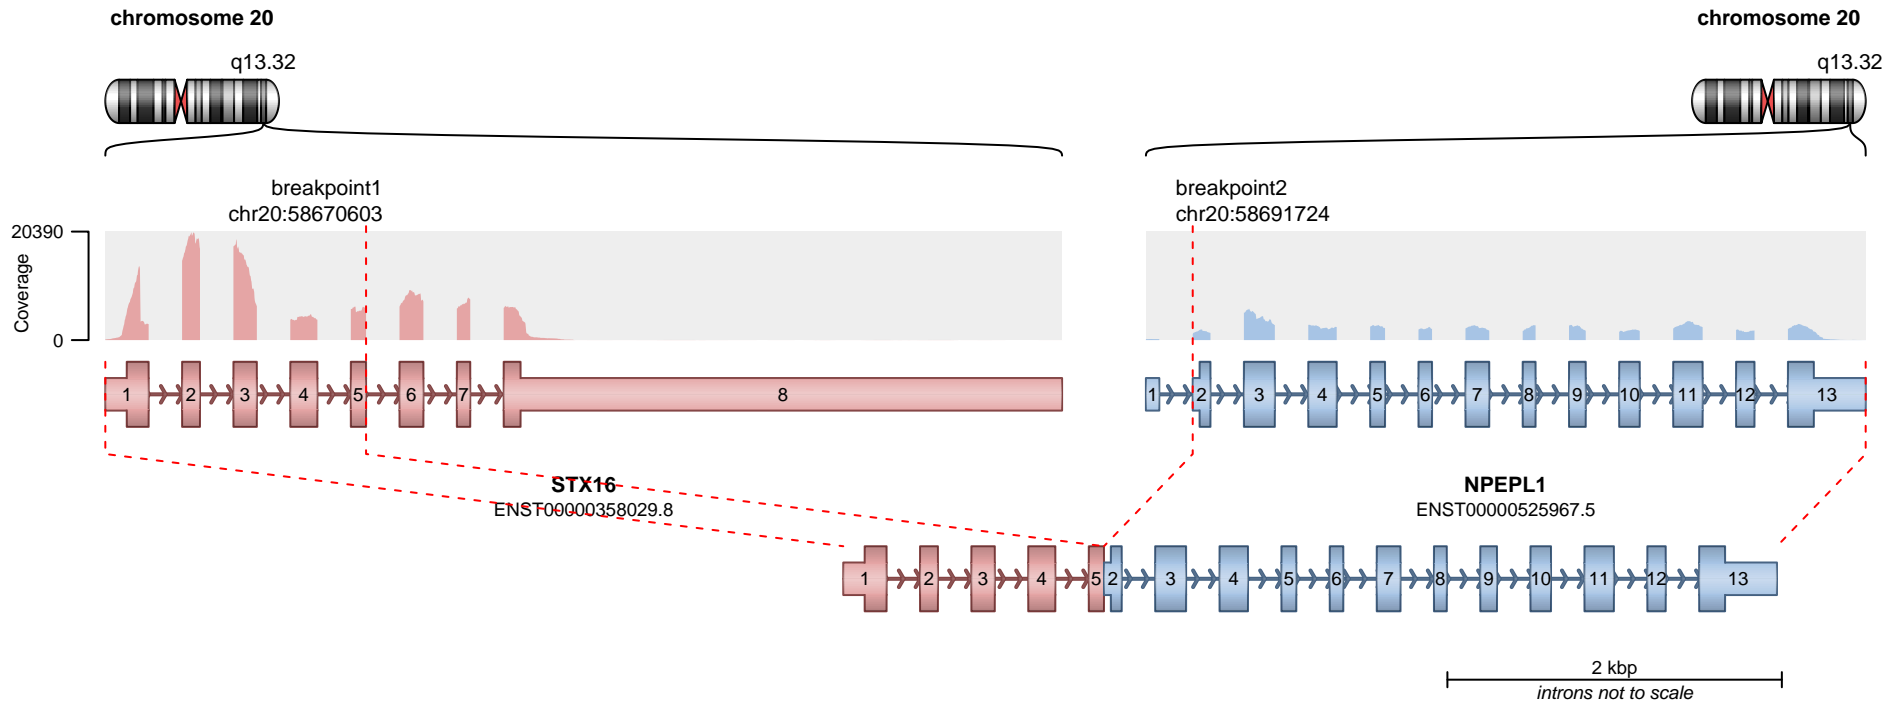 chromosome 20
chromosome 20
q13.32
q13.32
breakpoint1
chr20:58670603
breakpoint2
chr20:58691724
20390
Coverage
0
1 2 3 4 5 6 7 8
1 2 3 4 5 6 7 8 9 10 11 12 13
STX16
ENST00000358029.8
NPEPL1
ENST00000525967.5
1 2 3 4 5 2 3 4 5 6 7 8 9 10 11 12 13
2 kbp
introns not to scale